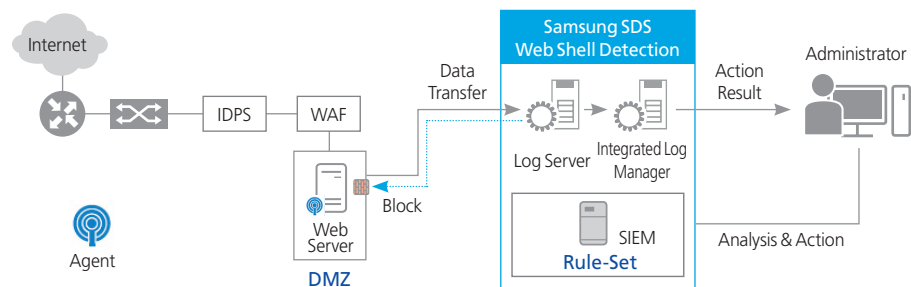 Internet
IDPS
WAF
Web
Server
DMZ
Agent
Data
Transfer
Block
Samsung SDS
Web Shell Detection
Log Server
Integrated Log
Manager
SIEM
Rule-Set
Action
Result
Administrator
Analysis & Action